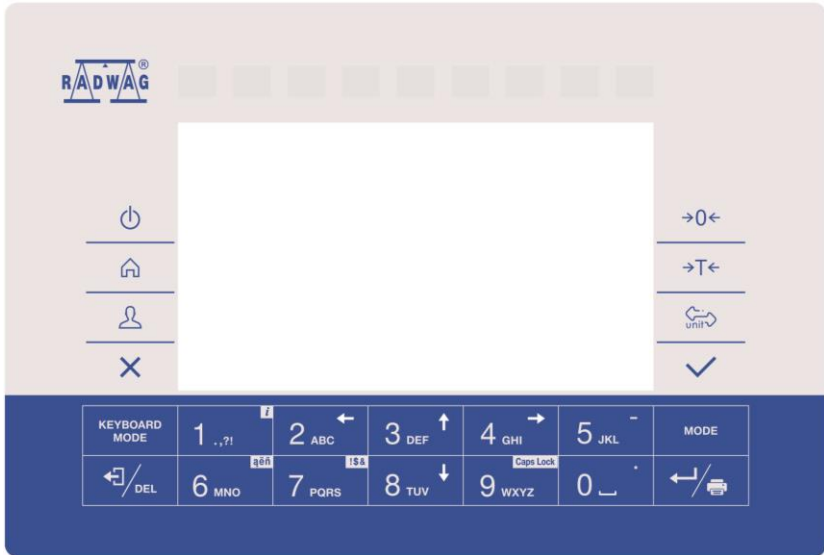 RADWAG®
→0←
→T←
unit
KEYBOARD MODE
1 .,?! i
2 ABC ←
3 DEF ↑
4 GHI →
5 JKL -
MODE
DEL
6 MNO ąëñ
7 PQRS !$&
8 TUV ↓
9 WXYZ Caps Lock
0 ⎵ .